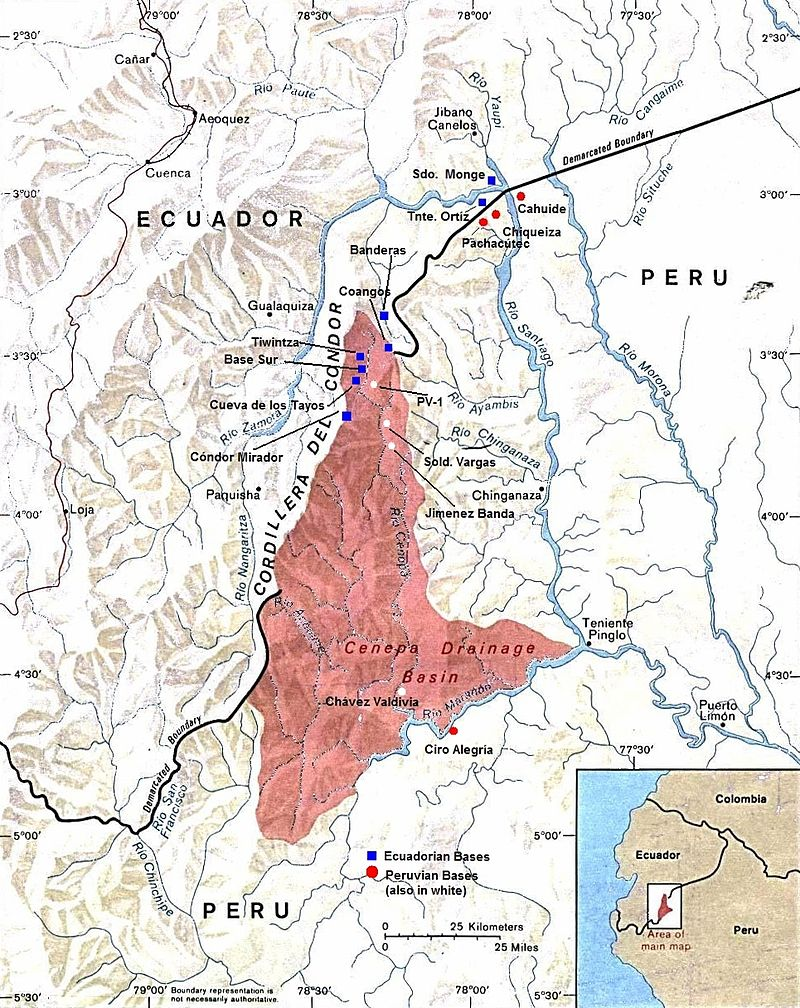 79°00'
78°30'
78°00'
77°30'
2°30'
2°30'
Cañar
Río Paute
Río Yaupi
Río Cangaime
Aeoquez
Jibano
Canelos
Demarcated Boundary
Cuenca
Sdo. Monge
Río Situche
3°00'
3°00'
ECUADOR
Tnte. Ortíz
Cahuide
Chiqueiza
Pachacútec
Banderas
PERU
Coangos
Gualaquiza
Río Santiago
Tiwintza
3°30'
3°30'
Base Sur
Río Morona
CORDILLERA DEL CONDOR
Cueva de los Tayos
PV-1
Río Ayambis
Río Zamora
Río Chinganaza
Cóndor Mirador
Sold. Vargas
Paquisha
Chinganaza
4°00'
Loja
Jimenez Banda
4°00'
Río Nangaritza
Río Cenepa
Teniente
Pinglo
Cenepa Drainage
Basin
4°30'
4°30'
Chávez Valdivia
Río Marañón
Puerto
Limón
Demarcated Boundary
Ciro Alegría
77°30'
Río San
Francisco
Colombia
5°00'
5°00'
Río Chinchipe
Ecuadorian Bases
Ecuador
Peruvian Bases
(also in white)
PERU
0 25 Kilometers
0 25 Miles
Peru
Area of
main map
Boundary representation is
not necessarily authoritative.
79°00'
78°30'
78°00'
5°30'